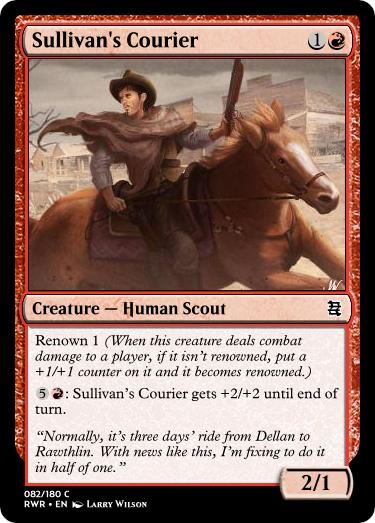 Sullivan's Courier 1
Creature — Human Scout
Renown 1 (When this creature deals combat
damage to a player, if it isn't renowned, put a
+1/+1 counter on it and it becomes renowned.)
5 : Sullivan's Courier gets +2/+2 until end of
turn.
"Normally, it's three days' ride from Dellan to
Rawthlin. With news like this, I'm fixing to do it
in half of one."
2/1
082/180 C
RWR • EN Larry Wilson